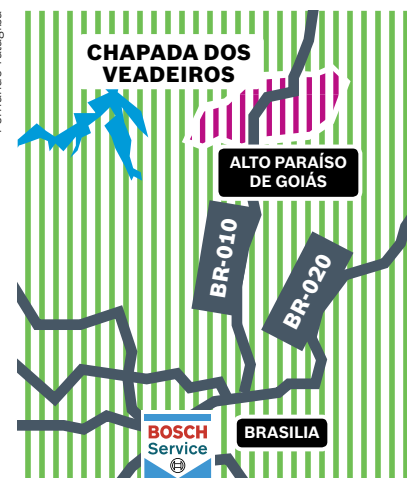 CHAPADA DOS
VEADEIROS
ALTO PARAÍSO
DE GOIÁS
BR-010
BR-020
BOSCH
Service
BRASILIA